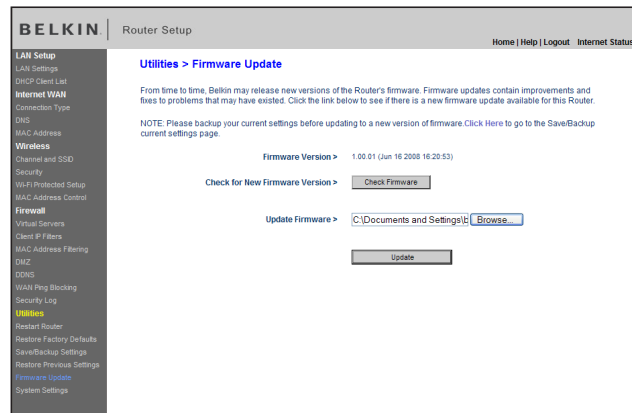 BELKIN.
Router Setup
Home | Help | Logout Internet Status
LAN Setup
LAN Settings
DHCP Client List
Internet WAN
Connection Type
DNS
MAC Address
Wireless
Channel and SSID
Security
Wi-Fi Protected Setup
MAC Address Control
Firewall
Virtual Servers
Client IP Filters
MAC Address Filtering
DMZ
DDNS
WAN Ping Blocking
Security Log
Utilities
Restart Router
Restore Factory Defaults
Save/Backup Settings
Restore Previous Settings
Firmware Update
System Settings
Utilities > Firmware Update
From time to time, Belkin may release new versions of the Router's firmware. Firmware updates contain improvements and
fixes to problems that may have existed. Click the link below to see if there is a new firmware update available for this Router.
NOTE: Please backup your current settings before updating to a new version of firmware.Click Here to go to the Save/Backup
current settings page.
Firmware Version > 1.00.01 (Jun 16 2008 16:20:53)
Check for New Firmware Version > Check Firmware
Update Firmware > C:\Documents and Settings\b Browse...
Update